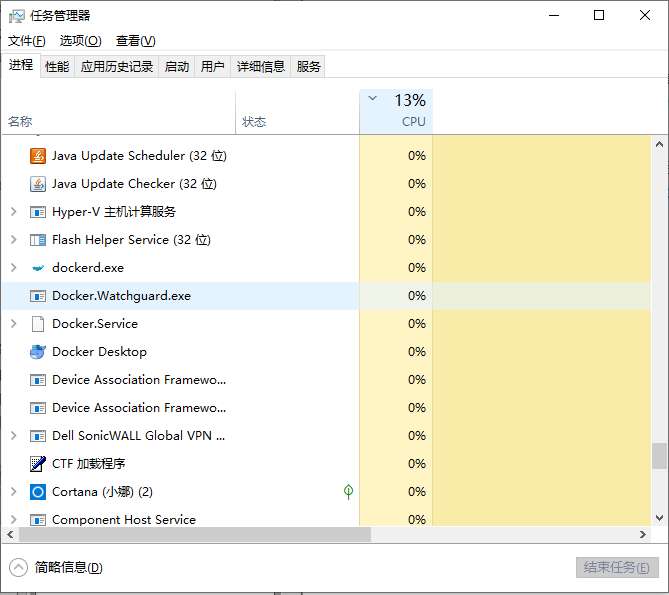 任务管理器
文件(F) 选项(O) 查看(V)
进程 性能 应用历史记录 启动 用户 详细信息 服务
13%
名称 状态 CPU
Java Update Scheduler (32 位) 0%
Java Update Checker (32 位) 0%
Hyper-V 主机计算服务 0%
Flash Helper Service (32 位) 0%
dockerd.exe 0%
Docker.Watchguard.exe 0%
Docker.Service 0%
Docker Desktop 0%
Device Association Framewo... 0%
Device Association Framewo... 0%
Dell SonicWALL Global VPN ... 0%
CTF 加载程序 0%
Cortana (小娜) (2) 0%
Component Host Service 0%
简略信息(D) 结束任务(E)